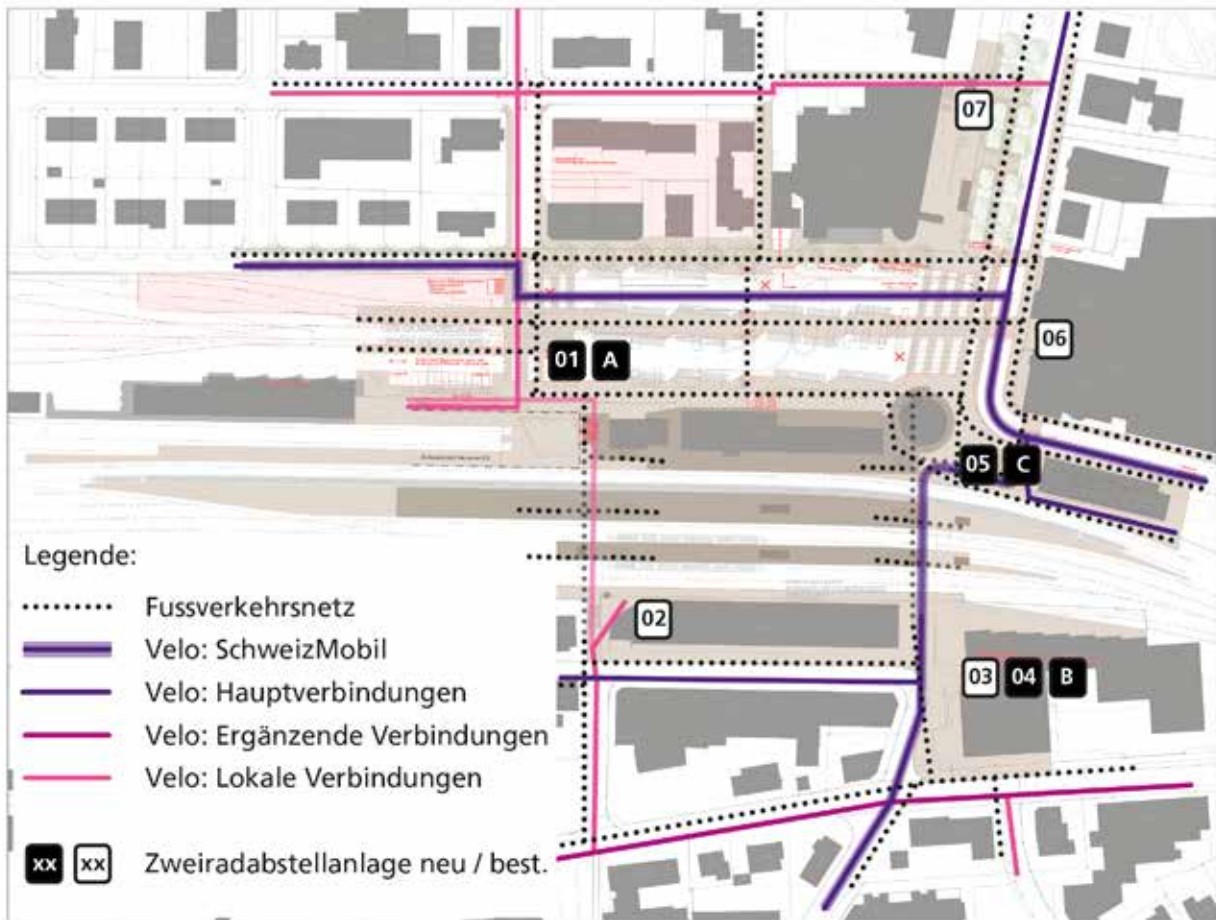 07
06
01 A
05 C
Legende:
Fussverkehrsnetz
Velo: SchweizMobil
02
Velo: Hauptverbindungen
03 04 B
Velo: Ergänzende Verbindungen
Velo: Lokale Verbindungen
xx xx Zweiradabstellanlage neu / best.